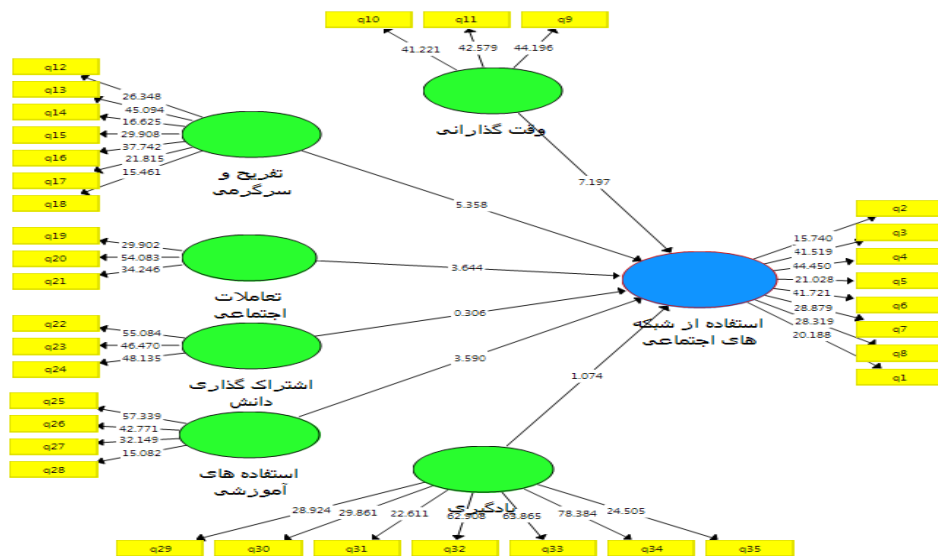 q10
q11
q9
41.221
42.579
44.196
وقت گذارانی
7.197
q12
q13
q14
q15
q16
q17
q18
26.348
45.094
16.625
29.908
37.742
21.815
15.461
تفریح و
سرگرمی
5.358
q19
q20
q21
29.902
54.083
34.246
تعاملات
اجتماعی
3.644
q22
q23
q24
55.084
46.470
48.135
اشتراک گذاری
دانش
0.306
q25
q26
q27
q28
57.339
42.771
32.149
15.082
استفاده های
آموزشی
3.590
یادگیری
1.074
28.924
29.861
22.611
62.908
63.865
78.384
24.505
q29
q30
q31
q32
q33
q34
q35
استفاده از شبکه
های اجتماعی
15.740
41.519
44.450
21.028
41.721
28.879
28.319
20.188
q2
q3
q4
q5
q6
q7
q8
q1